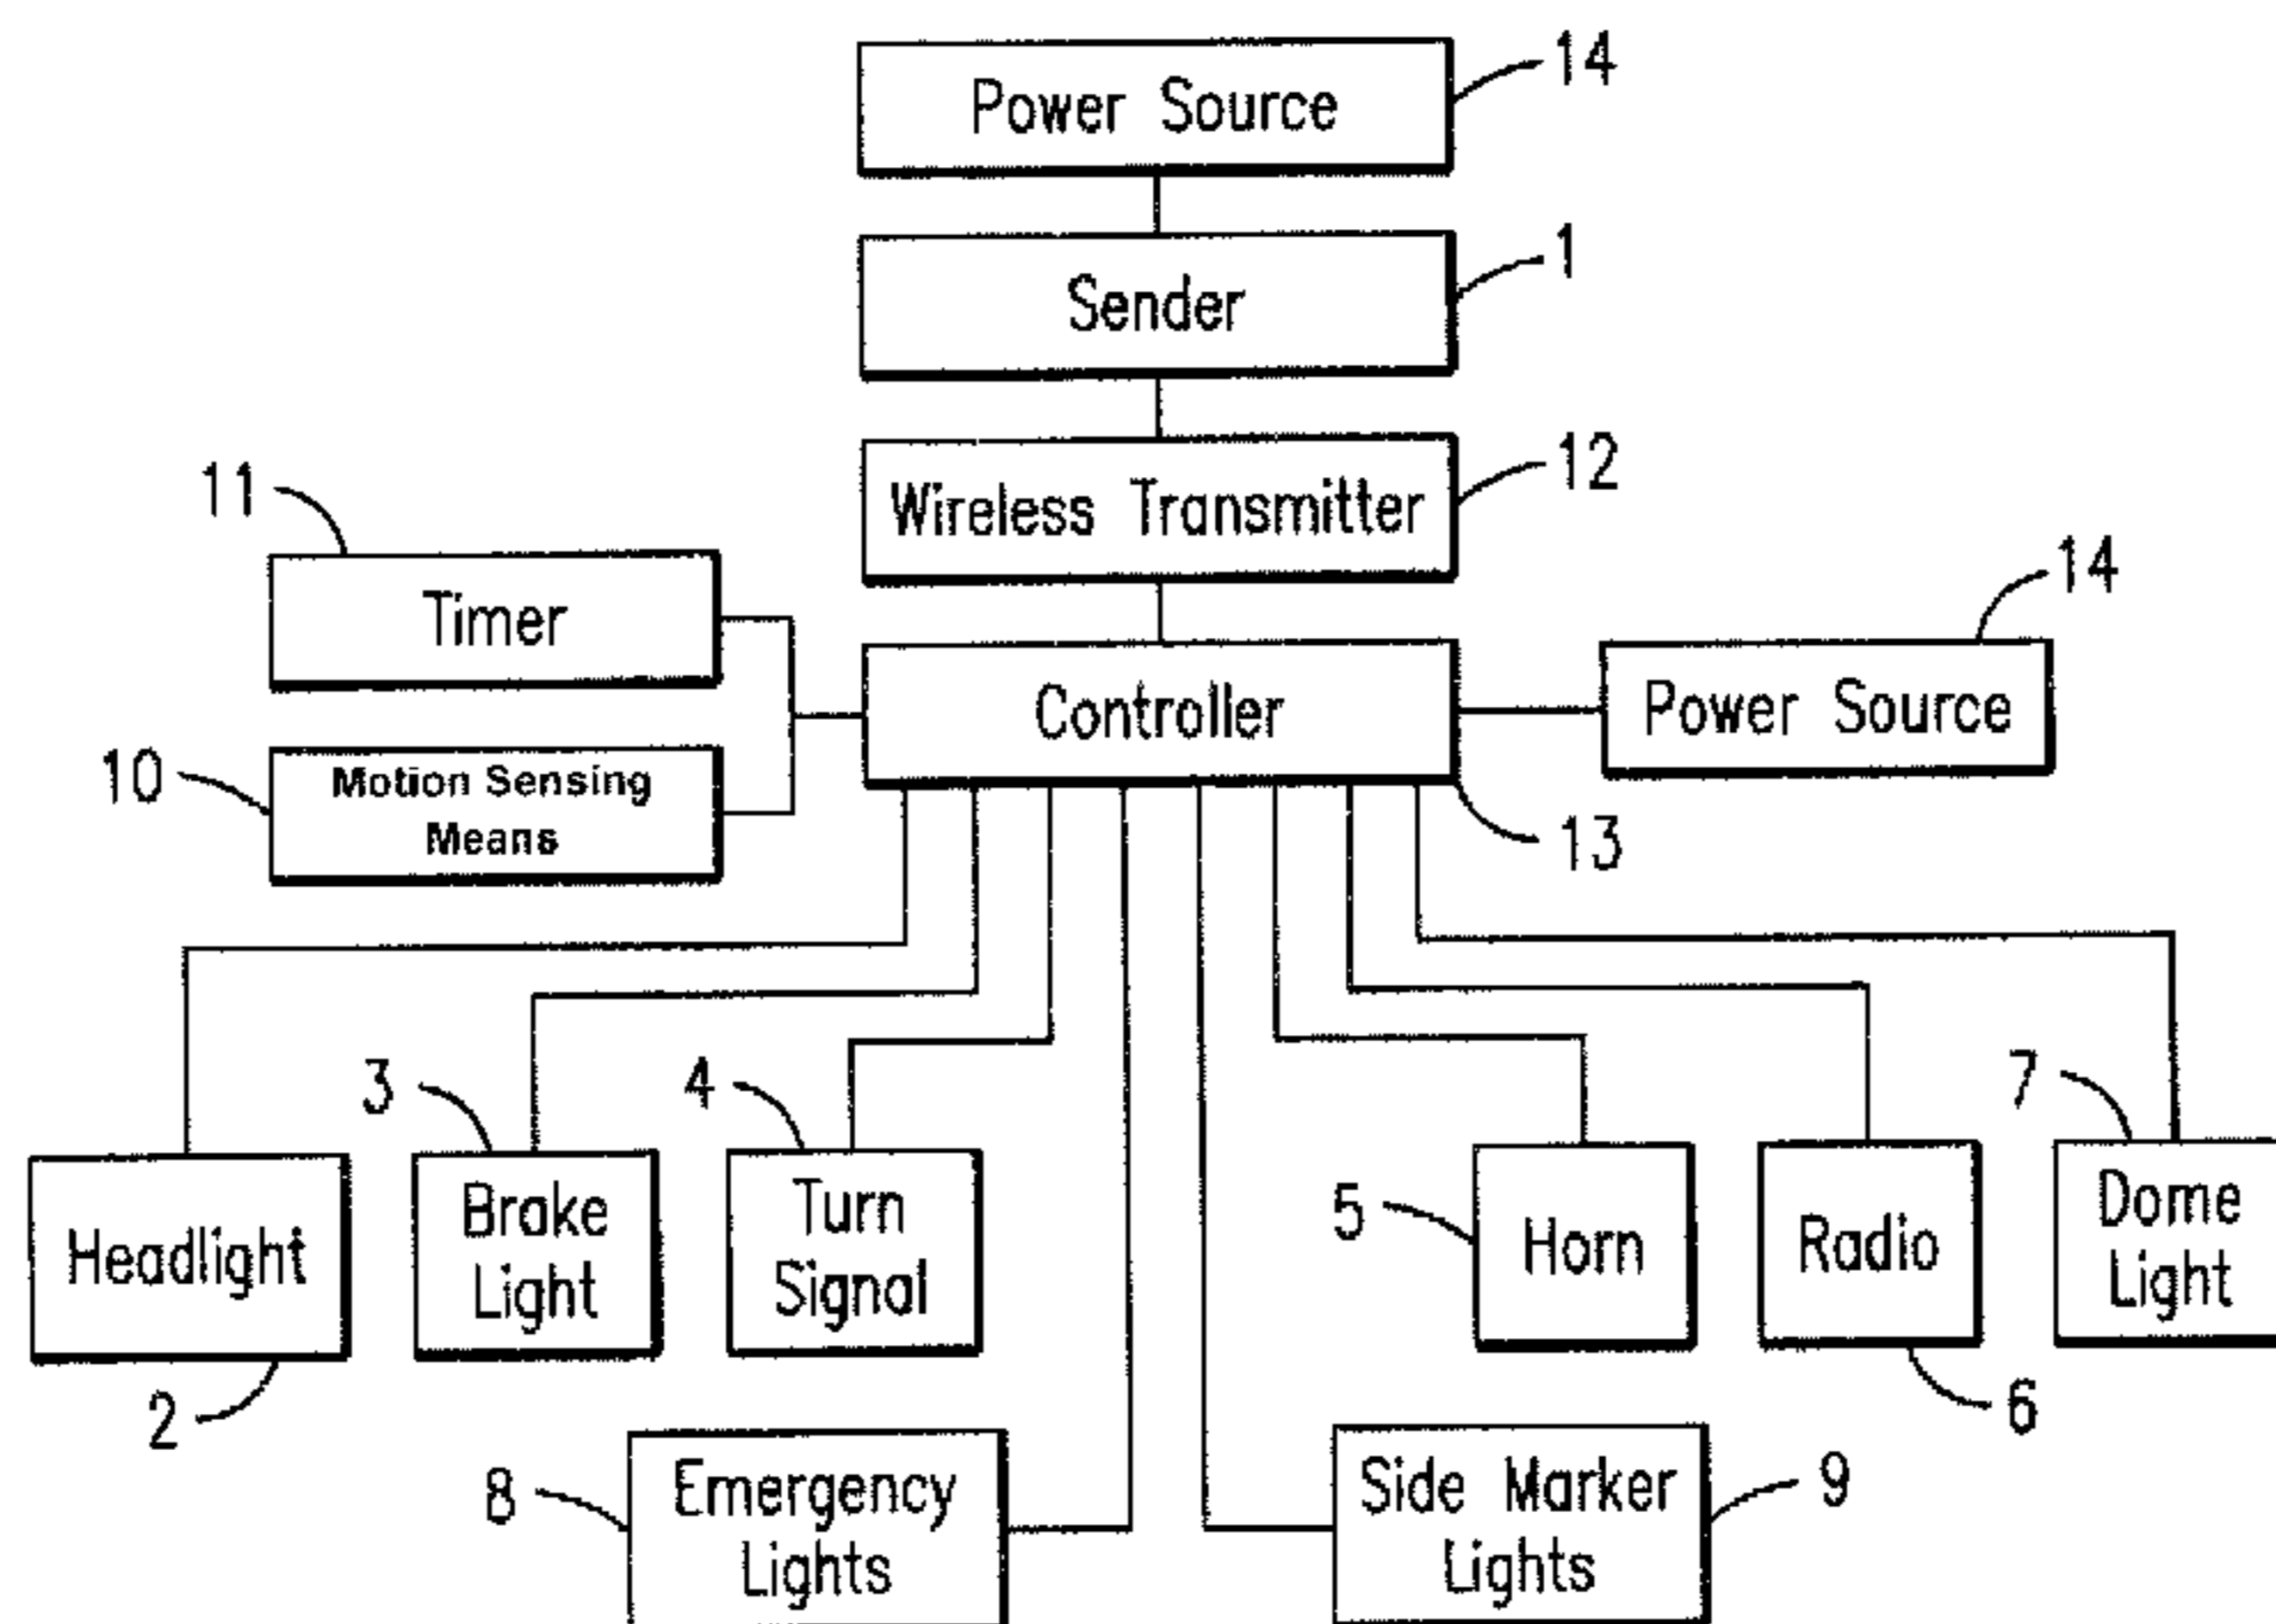 Power Source
14
Sender
1
Wireless Transmitter
12
11
Timer
14
Controller
Power Source
10
Motion Sensing
Means
13
3
4
7
Headlight
Brake
Light
Turn
Signal
5
Horn
Radio
Dome
Light
2
6
8
Emergency
Lights
Side Marker
Lights
9